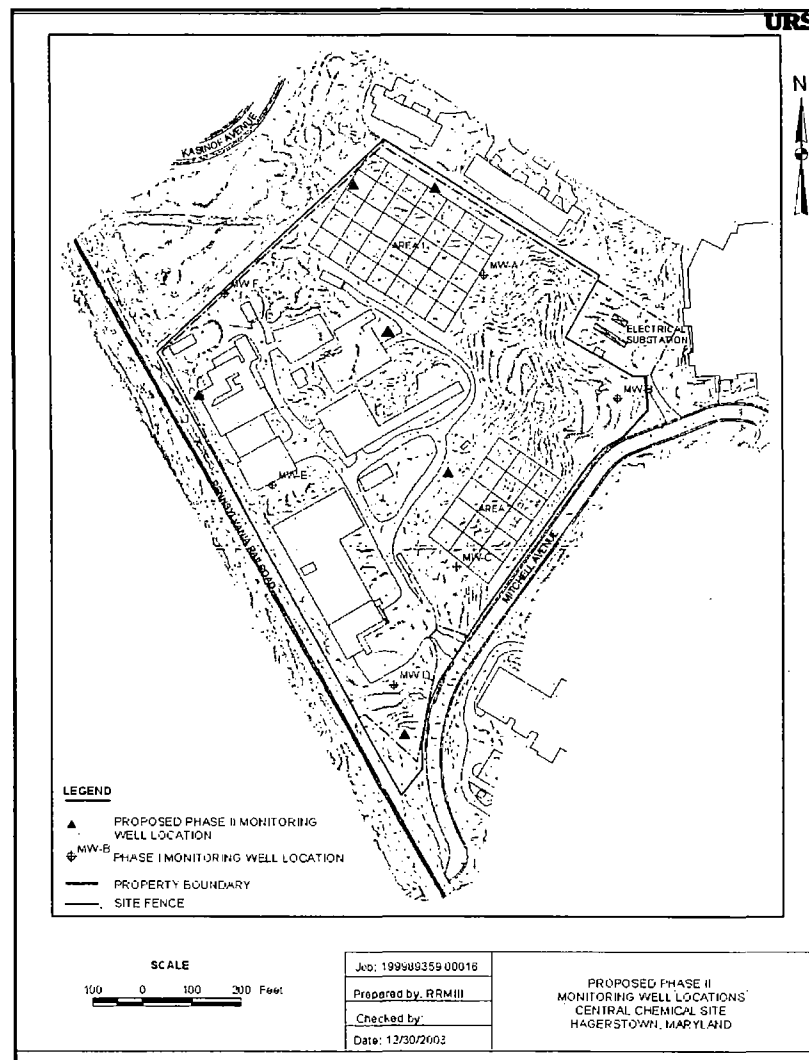 URS
N
KASINOF AVENUE
AREA 1
MW-A
MW-F
ELECTRICAL
SUBSTATION
MW-B
MW-E
AREA
MW-C
PENNSYLVANIA RAILROAD
MITCHELL AVENUE
MW-D
LEGEND
PROPOSED PHASE II MONITORING
WELL LOCATION
MW-B
PHASE I MONITORING WELL LOCATION
PROPERTY BOUNDARY
SITE FENCE
SCALE
100 0 100 200 Feet
Job: 199989359.00016
Prepared by: RRMIII
Checked by:
Date: 12/30/2003
PROPOSED PHASE II
MONITORING WELL LOCATIONS
CENTRAL CHEMICAL SITE
HAGERSTOWN, MARYLAND